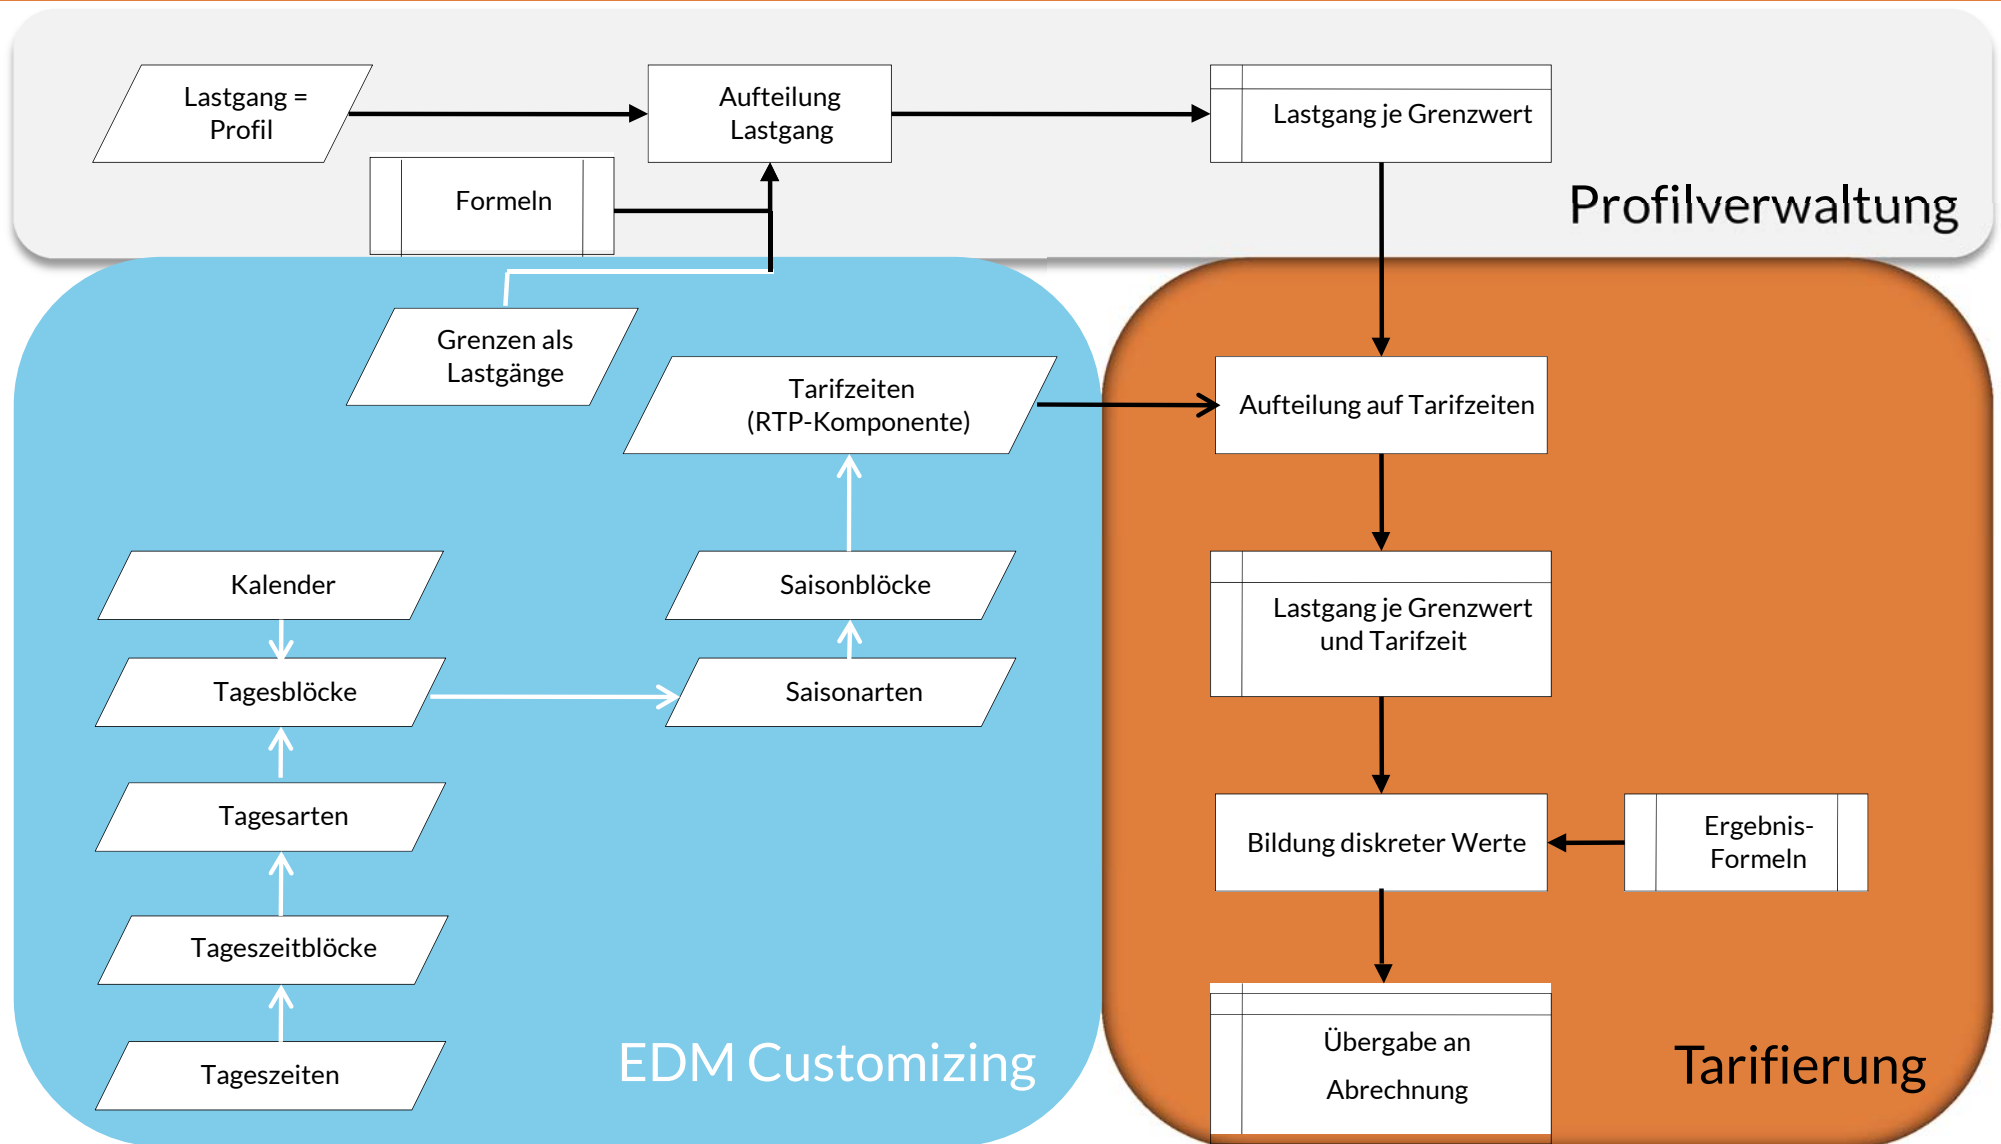 Lastgang =
Profil
Aufteilung
Lastgang
Lastgang je Grenzwert
Formeln
Profilverwaltung
Grenzen als
Lastgänge
Tarifzeiten
(RTP-Komponente)
Aufteilung auf Tarifzeiten
Kalender
Saisonblöcke
Lastgang je Grenzwert
und Tarifzeit
Tagesblöcke
Saisonarten
Tagesarten
Bildung diskreter Werte
Ergebnis-
Formeln
Tageszeitblöcke
Tageszeiten
EDM Customizing
Übergabe an
Abrechnung
Tarifierung